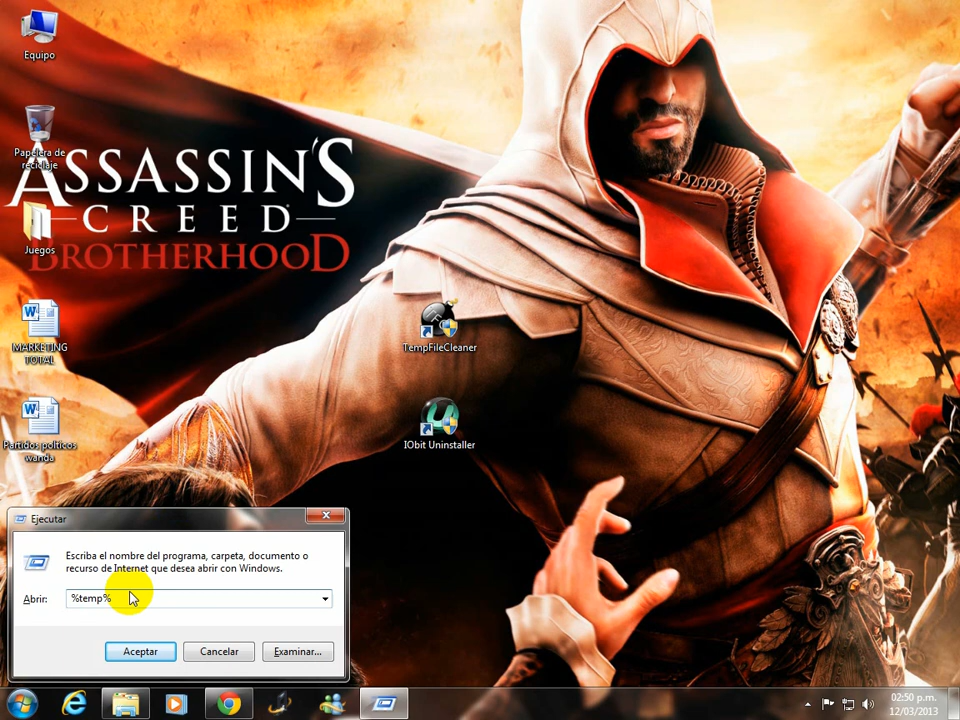 Equipo
Papelera de
reciclaje
ASSASSIN'S
CREED
BROTHERHOOD
Juegos
MARKETING
TOTAL
Partidos políticos
wanda
TFC
TempFileCleaner
IObit Uninstaller
Ejecutar
Escriba el nombre del programa, carpeta, documento o
recurso de Internet que desea abrir con Windows.
Abrir:
%temp%
Aceptar
Cancelar
Examinar...
02:50 p.m.
12/03/2013